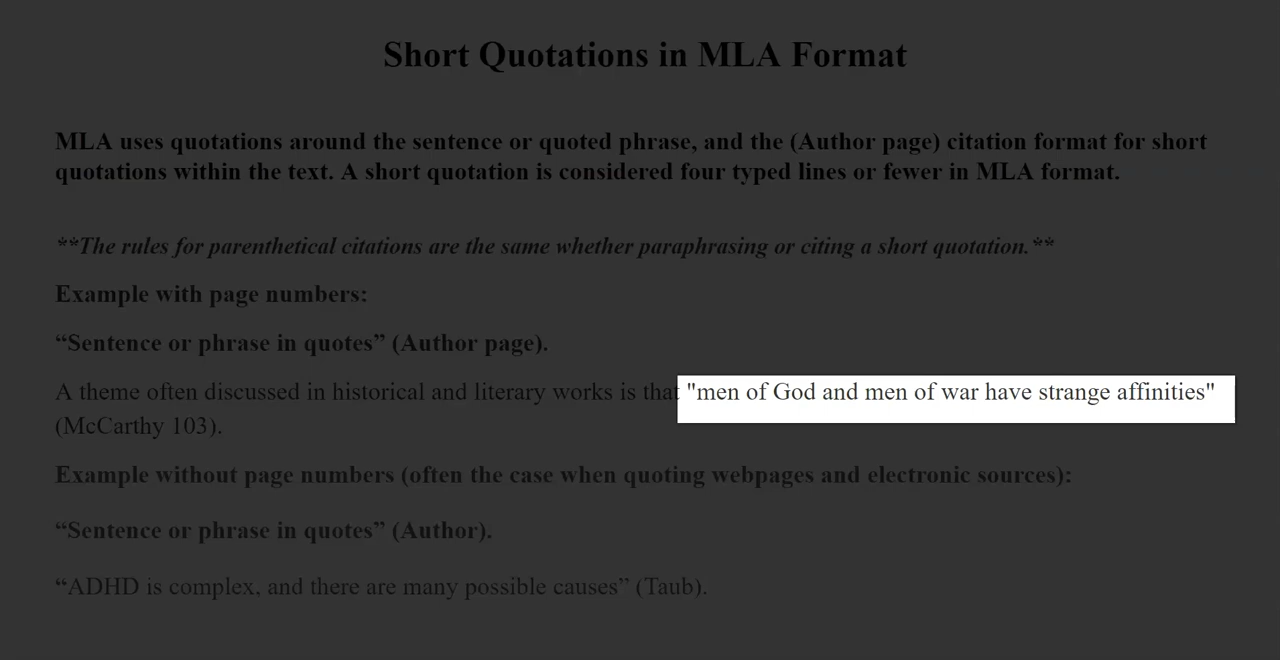 Short Quotations in MLA Format
MLA uses quotations around the sentence or quoted phrase, and the (Author page) citation format for short
quotations within the text. A short quotation is considered four typed lines or fewer in MLA format.
**The rules for parenthetical citations are the same whether paraphrasing or citing a short quotation.**
Example with page numbers:
“Sentence or phrase in quotes” (Author page).
A theme often discussed in historical and literary works is that "men of God and men of war have strange affinities"
(McCarthy 103).
Example without page numbers (often the case when quoting webpages and electronic sources):
“Sentence or phrase in quotes” (Author).
“ADHD is complex, and there are many possible causes” (Taub).